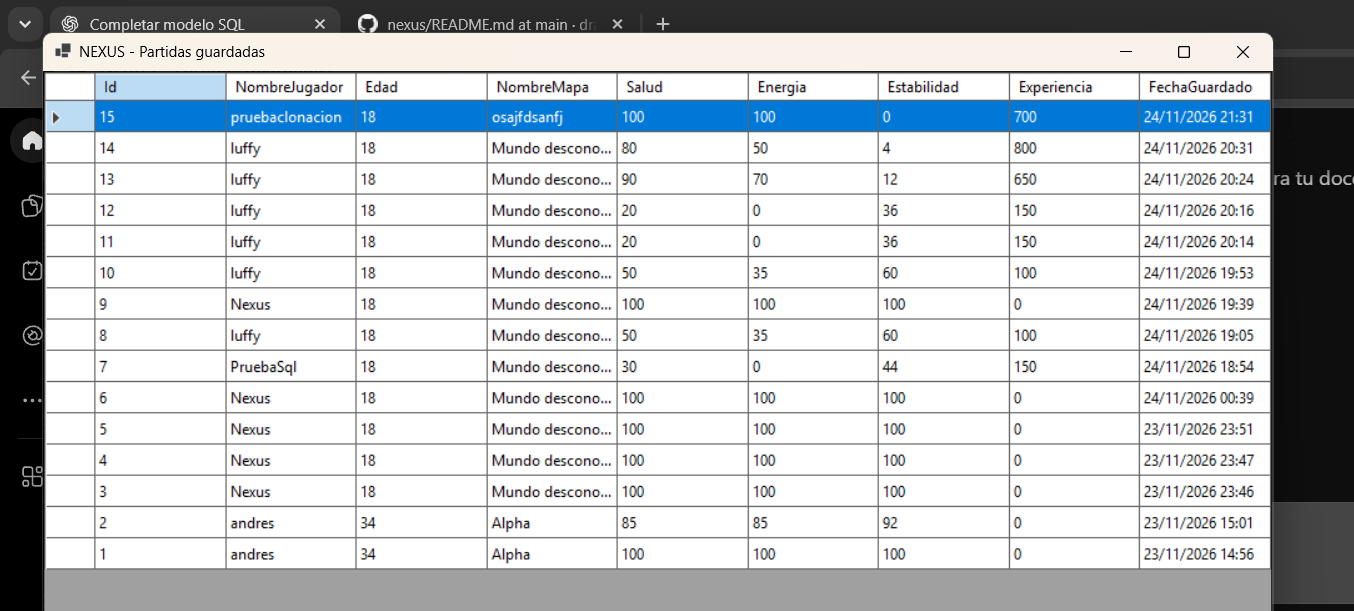 Completar modelo SQL nexus/README.md at main · dr
NEXUS - Partidas guardadas
Id NombreJugador Edad NombreMapa Salud Energia Estabilidad Experiencia FechaGuardado
15 pruebaclonacion 18 osajfdsanfj 100 100 0 700 24/11/2026 21:31
14 luffy 18 Mundo descono... 80 50 4 800 24/11/2026 20:31
13 luffy 18 Mundo descono... 90 70 12 650 24/11/2026 20:24
12 luffy 18 Mundo descono... 20 0 36 150 24/11/2026 20:16
11 luffy 18 Mundo descono... 20 0 36 150 24/11/2026 20:14
10 luffy 18 Mundo descono... 50 35 60 100 24/11/2026 19:53
9 Nexus 18 Mundo descono... 100 100 100 0 24/11/2026 19:39
8 luffy 18 Mundo descono... 50 35 60 100 24/11/2026 19:05
7 PruebaSql 18 Mundo descono... 30 0 44 150 24/11/2026 18:54
6 Nexus 18 Mundo descono... 100 100 100 0 24/11/2026 00:39
5 Nexus 18 Mundo descono... 100 100 100 0 23/11/2026 23:51
4 Nexus 18 Mundo descono... 100 100 100 0 23/11/2026 23:47
3 Nexus 18 Mundo descono... 100 100 100 0 23/11/2026 23:46
2 andres 34 Alpha 85 85 92 0 23/11/2026 15:01
1 andres 34 Alpha 100 100 100 0 23/11/2026 14:56
ra tu doc